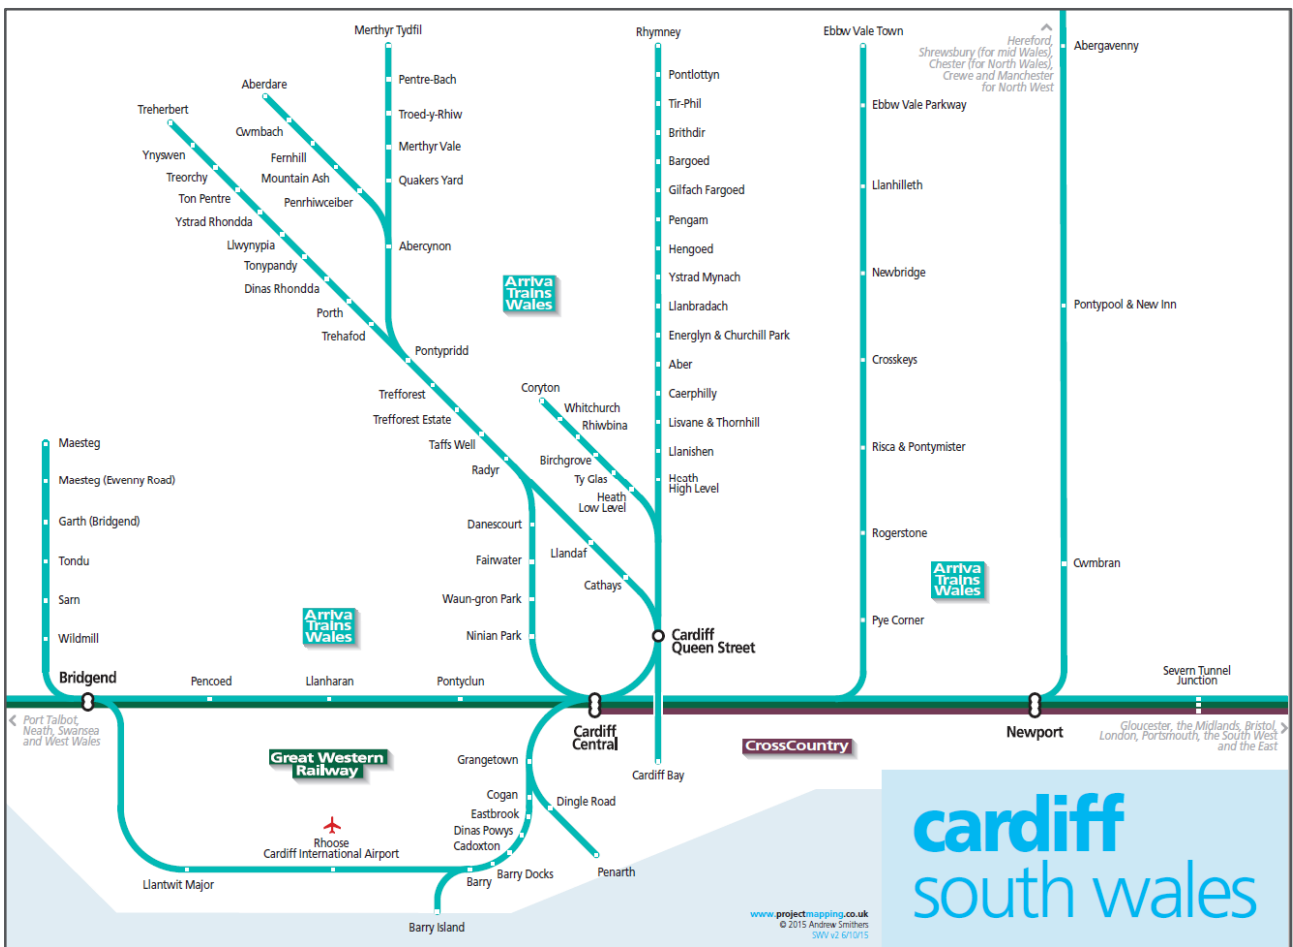 Merthyr Tydfil
Pentre-Bach
Troed-y-Rhiw
Merthyr Vale
Quakers Yard
Abercynon
Aberdare
Cwmbach
Fernhill
Mountain Ash
Penrhiwceiber
Treherbert
Ynyswen
Treorchy
Ton Pentre
Ystrad Rhondda
Llwynypia
Tonypandy
Dinas Rhondda
Porth
Trehafod
Pontypridd
Trefforest
Trefforest Estate
Taffs Well
Radyr
Danescourt
Fairwater
Waun-gron Park
Ninian Park
Llandaf
Cathays
Arriva
Trains
Wales
Coryton
Whitchurch
Rhiwbina
Birchgrove
Ty Glas
Heath
Low Level
Rhymney
Pontlottyn
Tir-Phil
Brithdir
Bargoed
Gilfach Fargoed
Pengam
Hengoed
Ystrad Mynach
Llanbradach
Energlyn & Churchill Park
Aber
Caerphilly
Lisvane & Thornhill
Llanishen
Heath
High Level
Cardiff
Queen Street
Cardiff Bay
Ebbw Vale Town
Ebbw Vale Parkway
Llanhilleth
Newbridge
Crosskeys
Risca & Pontymister
Rogerstone
Pye Corner
Hereford,
Shrewsbury (for mid Wales),
Chester (for North Wales),
Crewe and Manchester
for North West
Abergavenny
Pontypool & New Inn
Cwmbran
Arriva
Trains
Wales
Maesteg
Maesteg (Ewenny Road)
Garth (Bridgend)
Tondu
Sarn
Wildmill
Arriva
Trains
Wales
Bridgend
Pencoed
Llanharan
Pontyclun
Cardiff
Central
Newport
Severn Tunnel
Junction
Port Talbot,
Neath, Swansea
and West Wales
Gloucester, the Midlands, Bristol,
London, Portsmouth, the South West
and the East
Great Western
Railway
CrossCountry
Grangetown
Cogan
Eastbrook
Dinas Powys
Cadoxton
Barry Docks
Barry
Barry Island
Dingle Road
Penarth
Rhoose
Cardiff International Airport
Llantwit Major
www.projectmapping.co.uk
© 2015 Andrew Smithers
SWV v2 6/10/15
cardiff
south wales